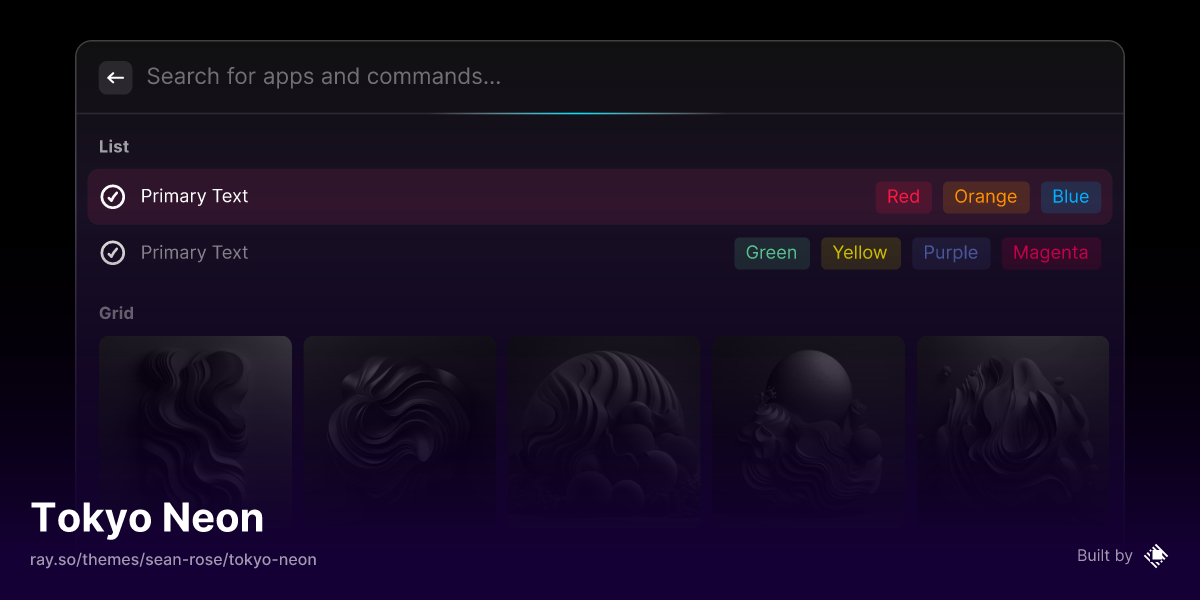 Search for apps and commands...
List
Primary Text Red Orange Blue
Primary Text Green Yellow Purple Magenta
Grid
Tokyo Neon
ray.so/themes/sean-rose/tokyo-neon
Built by